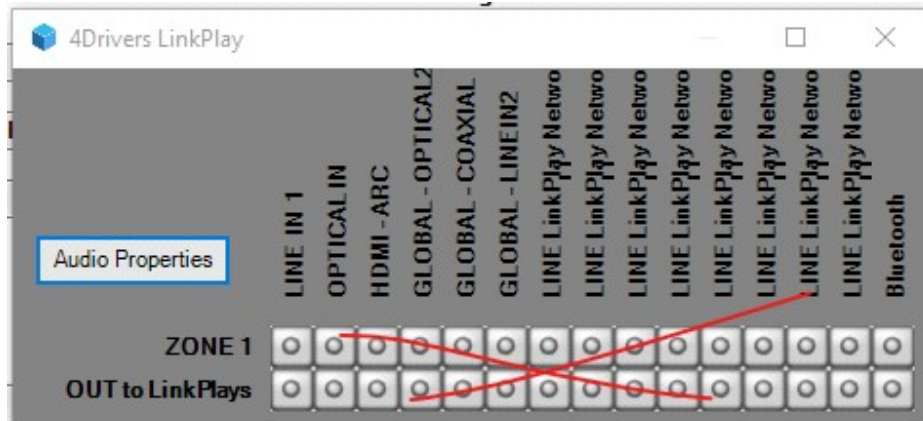 4Drivers LinkPlay
Audio Properties
LINE IN 1
OPTICAL IN
HDMI - ARC
GLOBAL - OPTICAL2
GLOBAL - COAXIAL
GLOBAL - LINEIN2
LINE LinkPlay Netwo
LINE LinkPlay Netwo
LINE LinkPlay Netwo
LINE LinkPlay Netwo
LINE LinkPlay Netwo
LINE LinkPlay Netwo
LINE LinkPlay Netwo
LINE LinkPlay Netwo
Bluetooth
ZONE 1
OUT to LinkPlays